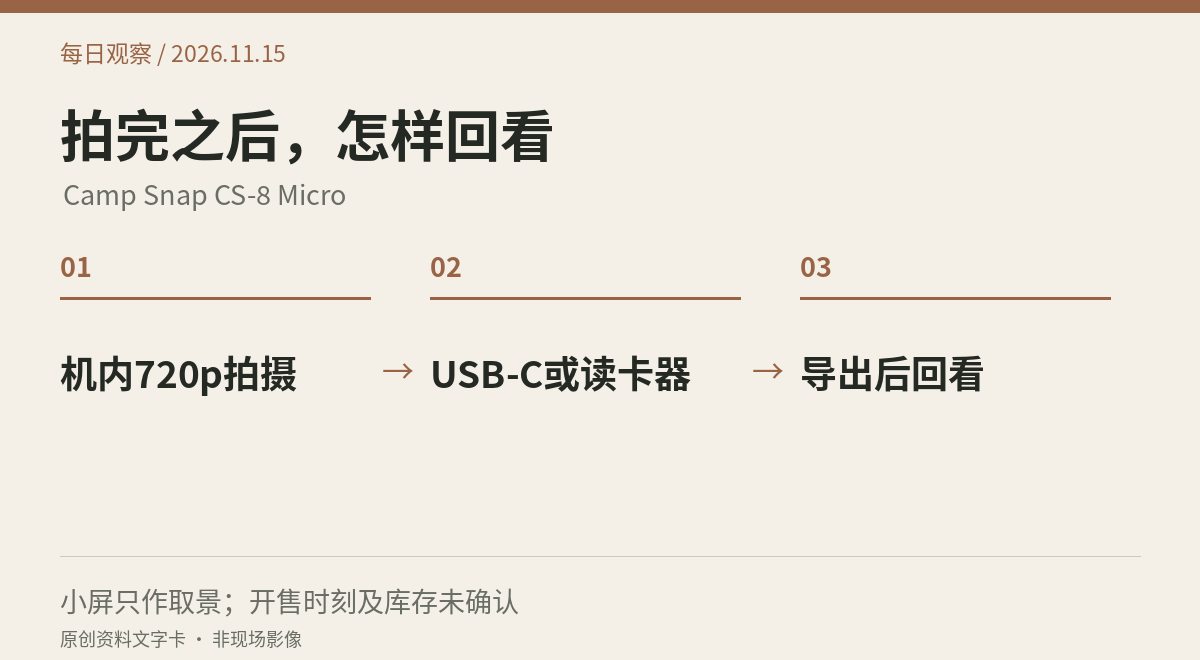 每日观察 / 2026.11.15
拍完之后，怎样回看
Camp Snap CS-8 Micro
01 02 03
机内720p拍摄 → USB-C或读卡器 → 导出后回看
小屏只作取景；开售时刻及库存未确认
原创资料文字卡 · 非现场影像